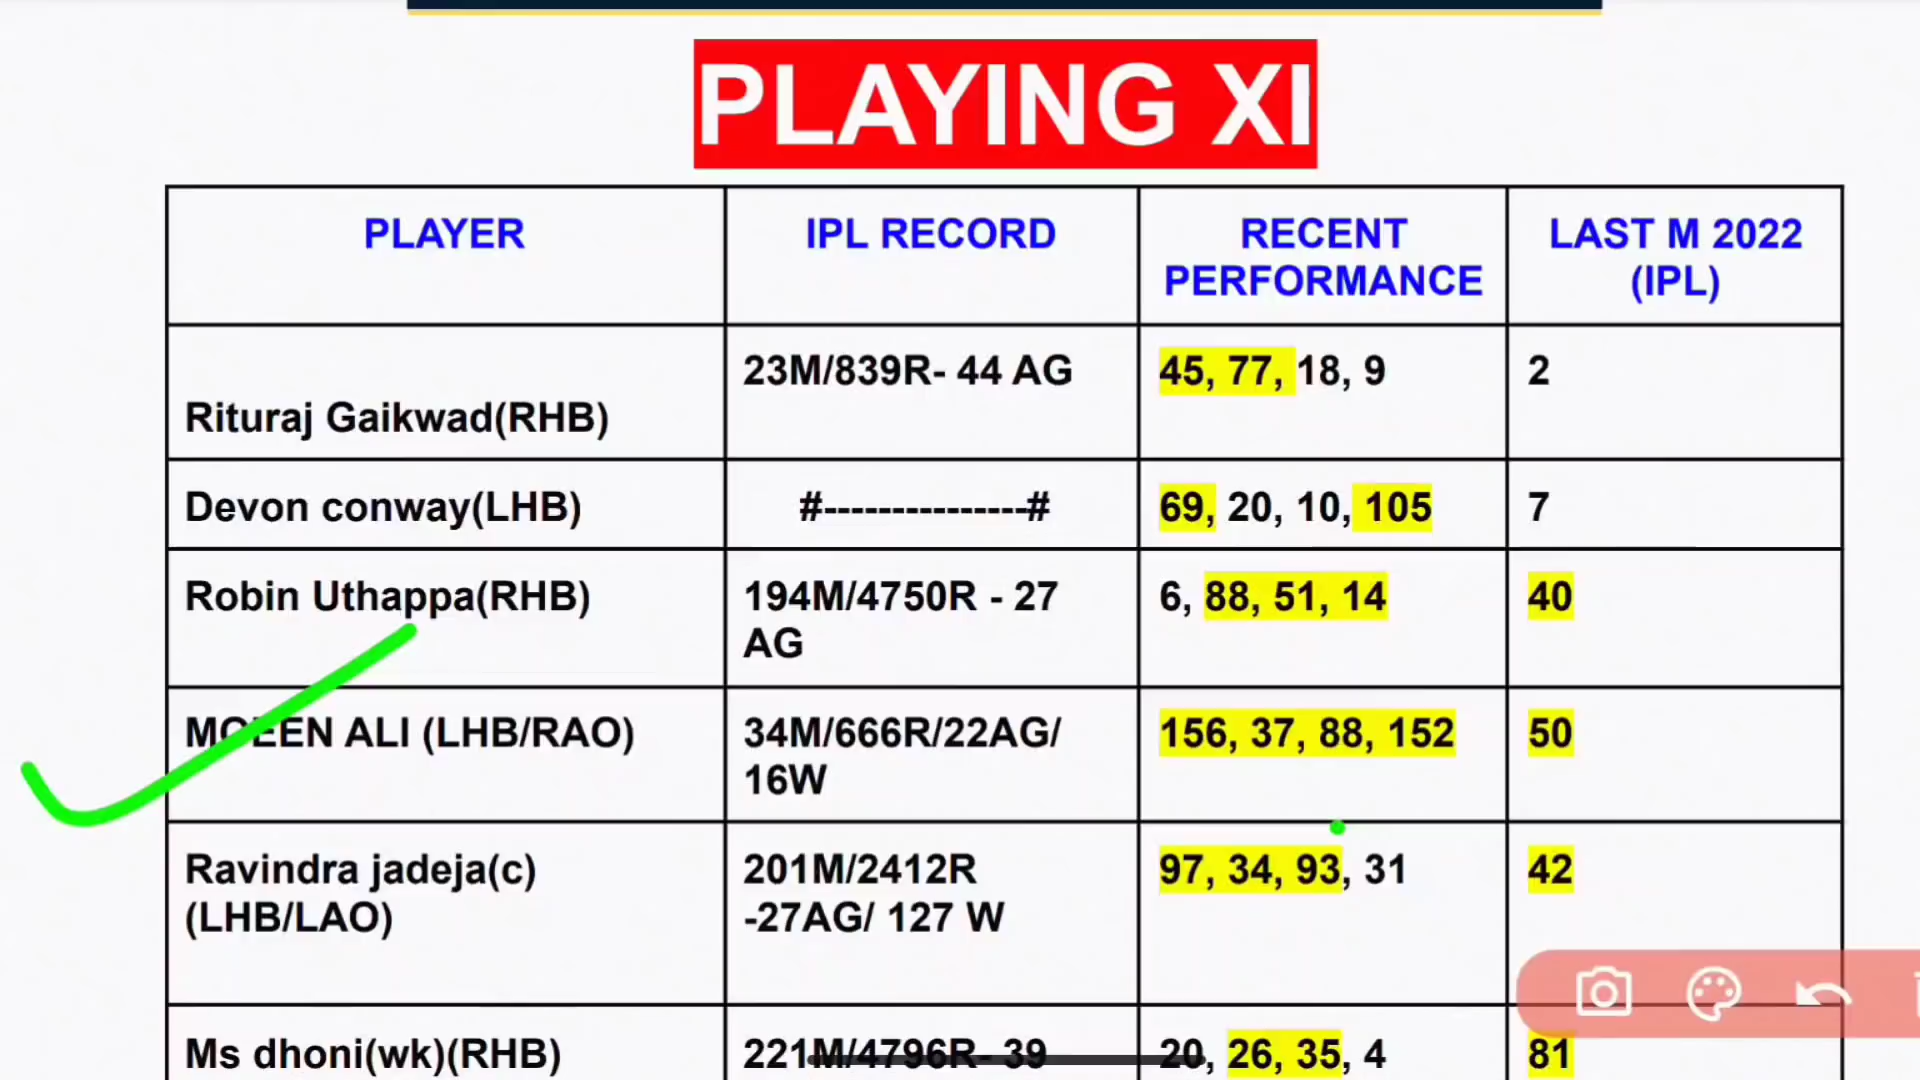 PLAYING XI
PLAYER
IPL RECORD
RECENT
PERFORMANCE
LAST M 2022
(IPL)
Rituraj Gaikwad(RHB)
23M/839R- 44 AG
45, 77, 18, 9
2
Devon conway(LHB)
#---------------#
69, 20, 10, 105
7
Robin Uthappa(RHB)
194M/4750R - 27
AG
6, 88, 51, 14
40
MOEEN ALI (LHB/RAO)
34M/666R/22AG/
16W
156, 37, 88, 152
50
Ravindra jadeja(c)
(LHB/LAO)
201M/2412R
-27AG/ 127 W
97, 34, 93, 31
42
Ms dhoni(wk)(RHB)
221M/4796R- 39
20, 26, 35, 4
81